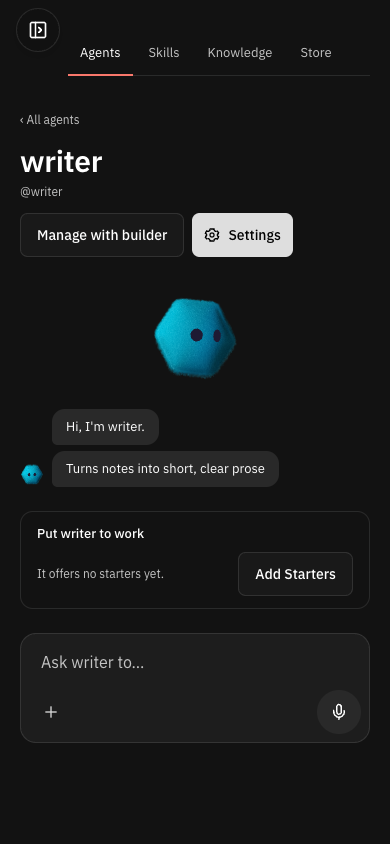 Agents Skills Knowledge Store
‹ All agents
writer
@writer
Manage with builder Settings
Hi, I'm writer.
Turns notes into short, clear prose
Put writer to work
It offers no starters yet. Add Starters
Ask writer to...